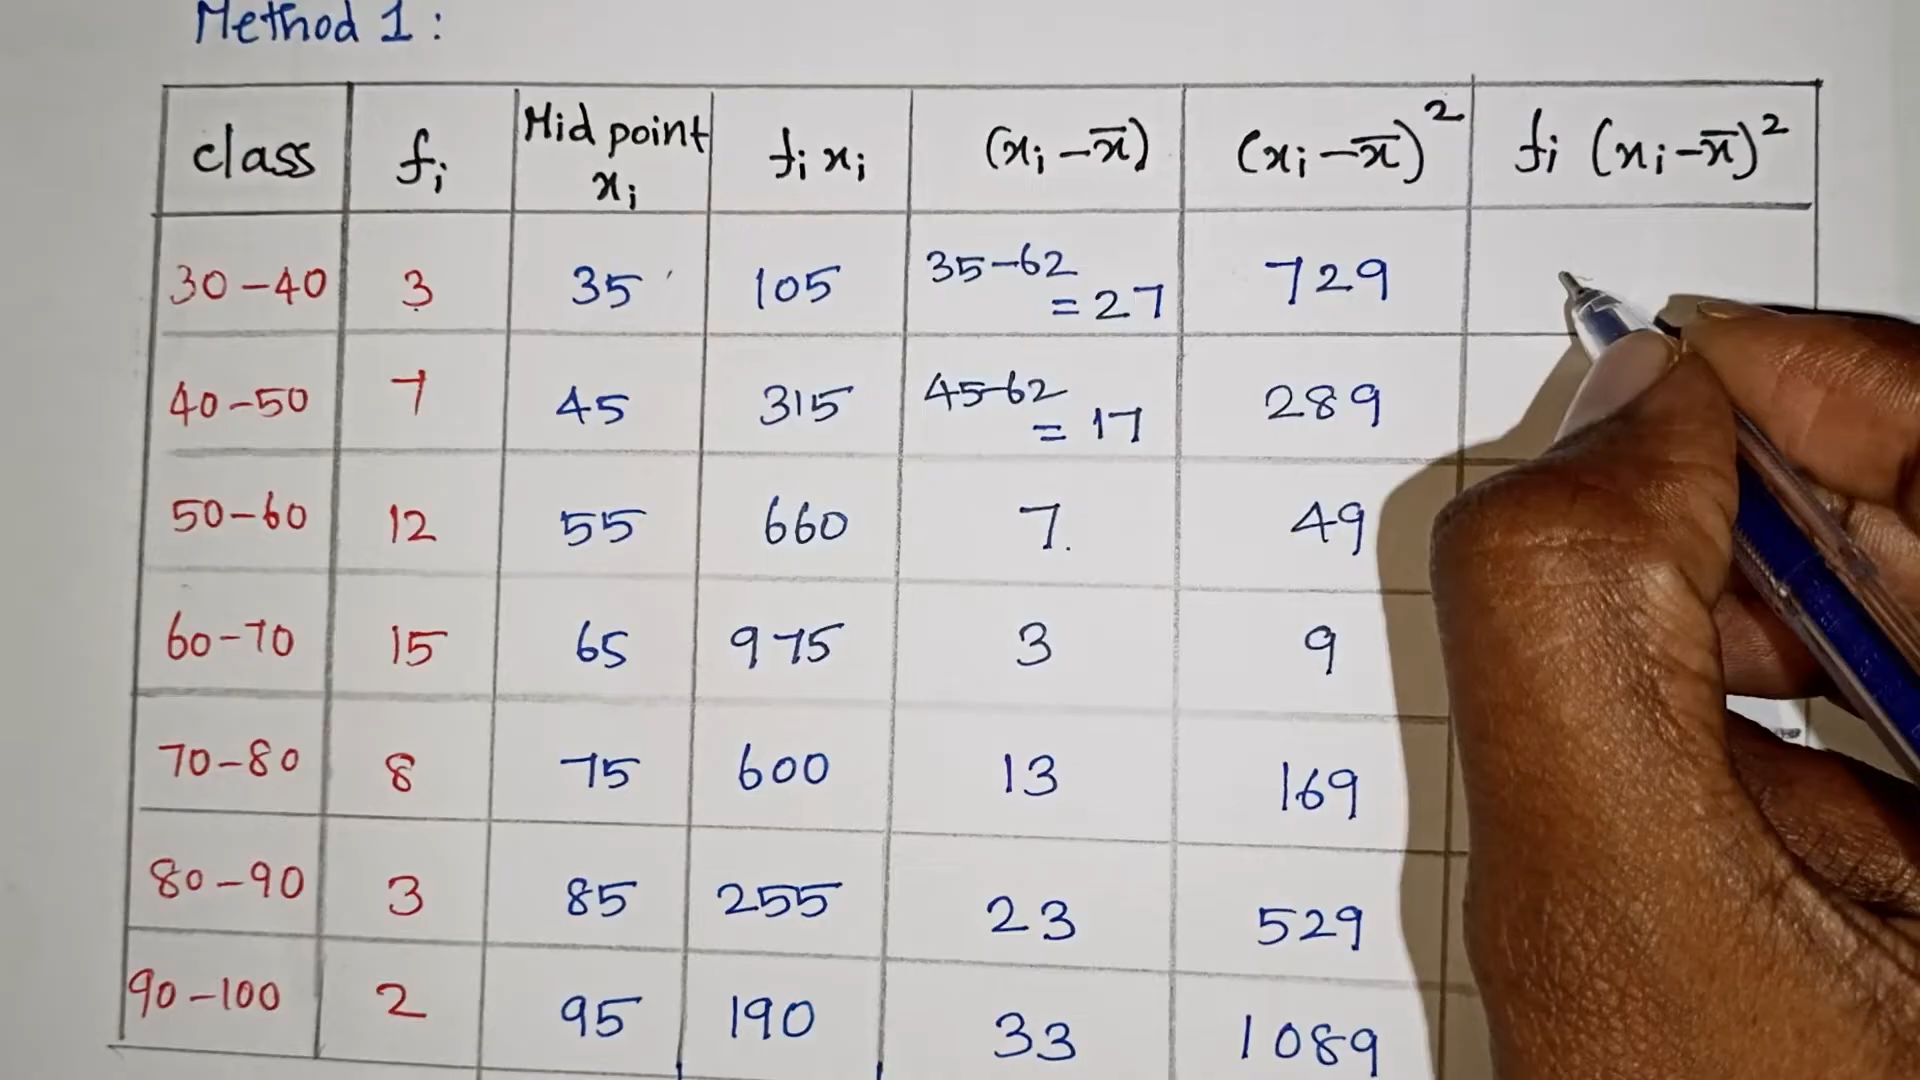 Method 1:
class fi Mid point xi fi xi (xi – x̄) (xi – x̄)² fi (xi – x̄)²
30-40 3 35 105 35-62 = 27 729
40-50 7 45 315 45-62 = 17 289
50-60 12 55 660 7. 49
60-70 15 65 975 3 9
70-80 8 75 600 13 169
80-90 3 85 255 23 529
90-100 2 95 190 33 1089